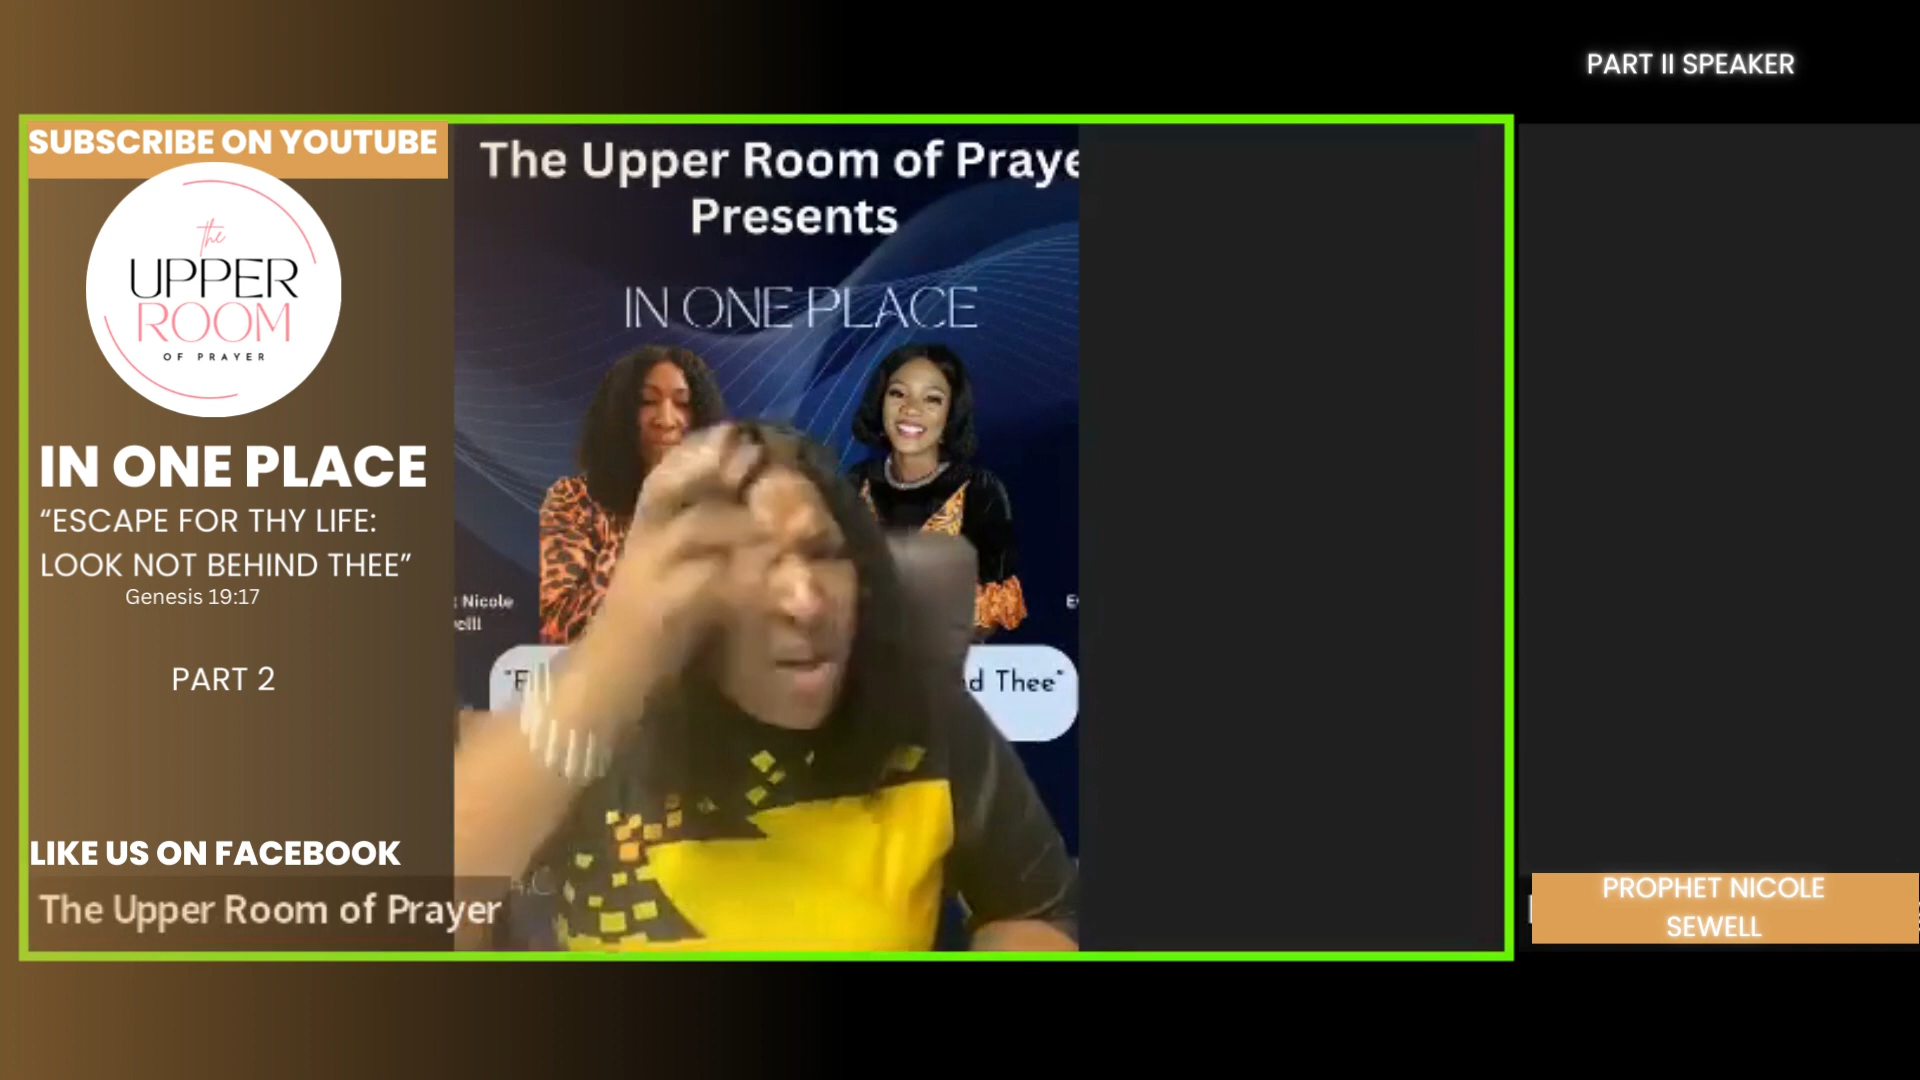 PART II SPEAKER
SUBSCRIBE ON YOUTUBE
the
UPPER
ROOM
OF PRAYER
IN ONE PLACE
“ESCAPE FOR THY LIFE:
LOOK NOT BEHIND THEE”
Genesis 19:17
PART 2
LIKE US ON FACEBOOK
The Upper Room of Prayer
The Upper Room of Praye
Presents
IN ONE PLACE
Nicole
Thee"
PROPHET NICOLE
SEWELL